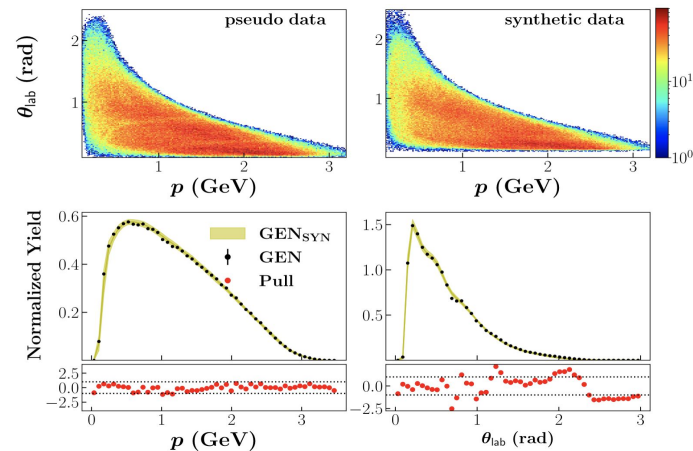 pseudo data
synthetic data
θlab (rad)
2
1
2
1
10¹
10⁰
1 2 3
1 2 3
p (GeV)
p (GeV)
Normalized Yield
0.6
0.4
0.2
GENSYN
GEN
Pull
1.5
1.0
0.5
2.5
0.0
−2.5
0.0
−2.5
0 1 2 3
0 1 2 3
p (GeV)
θlab (rad)